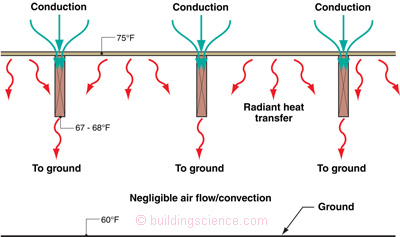 Conduction
Conduction
Conduction
75°F
Radiant heat
transfer
67 - 68°F
To ground
To ground
To ground
Negligible air flow/convection
Ground
60°F
© buildingscience.com